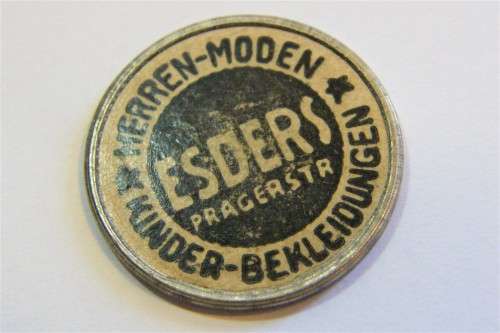 HERREN-MODEN
ESDERS
PRAGERSTR
KINDER-BEKLEIDUNGEN